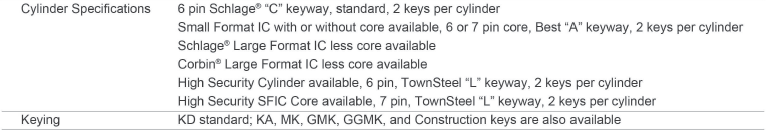 Cylinder Specifications 6 pin Schlage® “C” keyway, standard, 2 keys per cylinder
Small Format IC with or without core available, 6 or 7 pin core, Best “A” keyway, 2 keys per cylinder
Schlage® Large Format IC less core available
Corbin® Large Format IC less core available
High Security Cylinder available, 6 pin, TownSteel “L” keyway, 2 keys per cylinder
High Security SFIC Core available, 7 pin, TownSteel “L” keyway, 2 keys per cylinder
Keying KD standard; KA, MK, GMK, GGMK, and Construction keys are also available